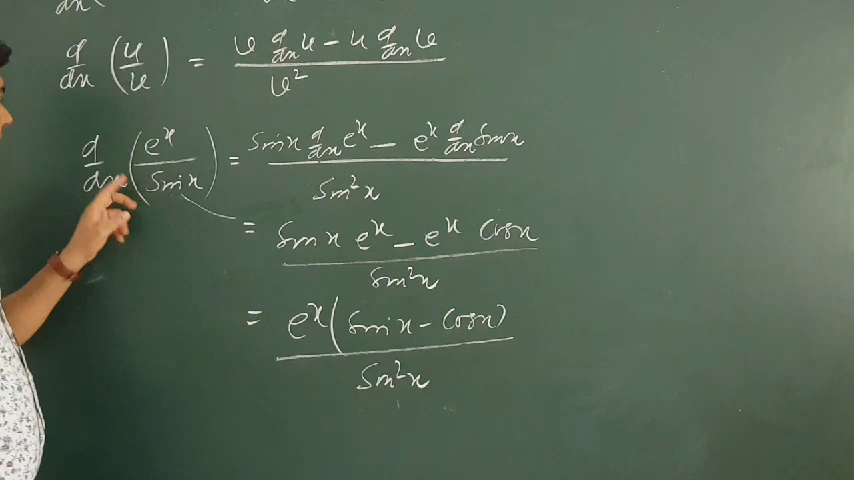 d/dx (u/v) = (v d/dx u - u d/dx v) / v²
d/dx (eˣ/Sinx) = (Sinx d/dx eˣ - eˣ d/dx Sinx) / Sin²x
= (Sinx eˣ - eˣ Cosx) / Sin²x
= eˣ(Sinx - Cosx) / Sin²x